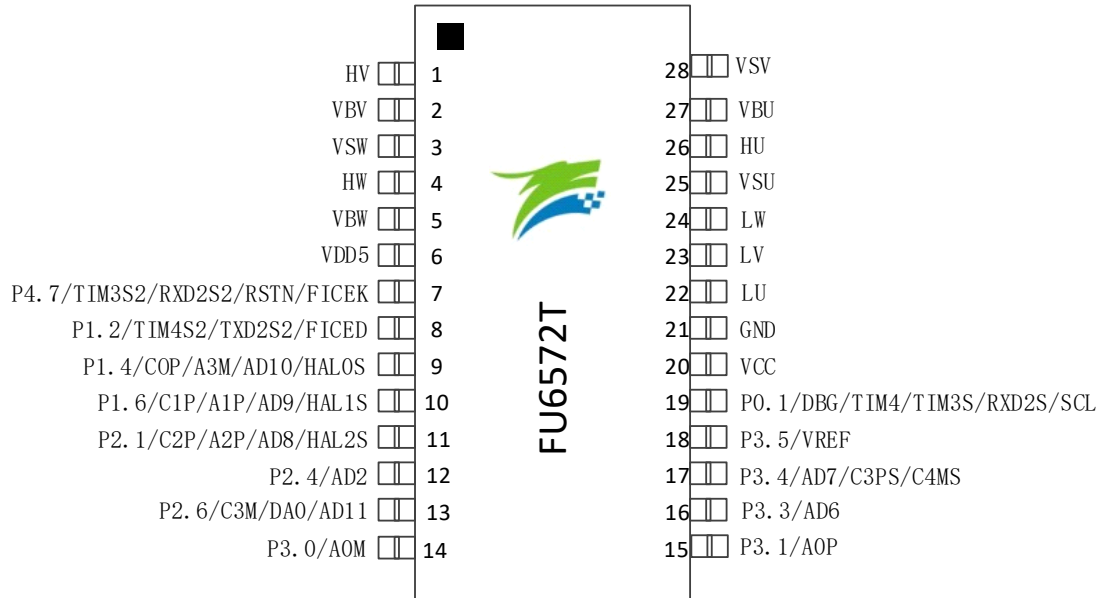 HV 1 28 VSV
VBV 2 27 VBU
VSW 3 26 HU
HW 4 25 VSU
VBW 5 24 LW
VDD5 6 23 LV
P4.7/TIM3S2/RXD2S2/RSTN/FICEK 7 22 LU
P1.2/TIM4S2/TXD2S2/FICED 8 21 GND
P1.4/C0P/A3M/AD10/HALOS 9 20 VCC
P1.6/C1P/A1P/AD9/HAL1S 10 19 P0.1/DBG/TIM4/TIM3S/RXD2S/SCL
P2.1/C2P/A2P/AD8/HAL2S 11 18 P3.5/VREF
P2.4/AD2 12 17 P3.4/AD7/C3PS/C4MS
P2.6/C3M/DA0/AD11 13 16 P3.3/AD6
P3.0/A0M 14 15 P3.1/A0P
FU6572T